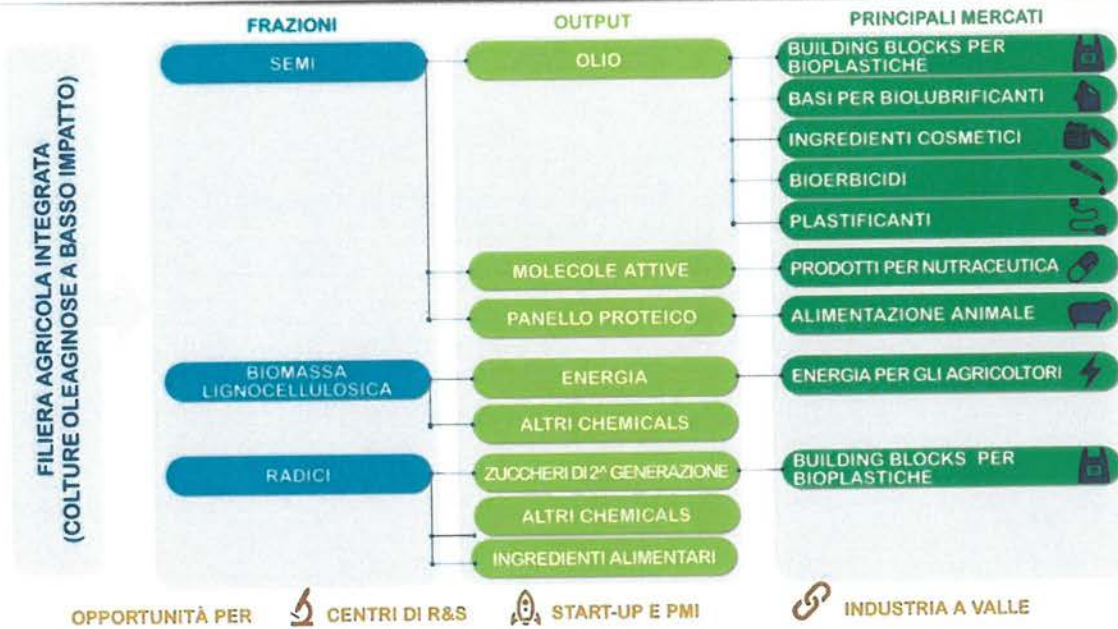 FRAZIONI
OUTPUT
PRINCIPALI MERCATI
FILIERA AGRICOLA INTEGRATA
(COLTURE OLEAGINOSE A BASSO IMPATTO)
SEMI
OLIO
BUILDING BLOCKS PER
BIOPLASTICHE
BASI PER BIOLUBRIFICANTI
INGREDIENTI COSMETICI
BIOERBICIDI
PLASTIFICANTI
MOLECOLE ATTIVE
PRODOTTI PER NUTRACEUTICA
PANELLO PROTEICO
ALIMENTAZIONE ANIMALE
BIOMASSA
LIGNOCELLULOSICA
ENERGIA
ENERGIA PER GLI AGRICOLTORI
ALTRI CHEMICALS
RADICI
ZUCCHERI DI 2^ GENERAZIONE
BUILDING BLOCKS PER
BIOPLASTICHE
ALTRI CHEMICALS
INGREDIENTI ALIMENTARI
OPPORTUNITÀ PER
CENTRI DI R&S
START-UP E PMI
INDUSTRIA A VALLE